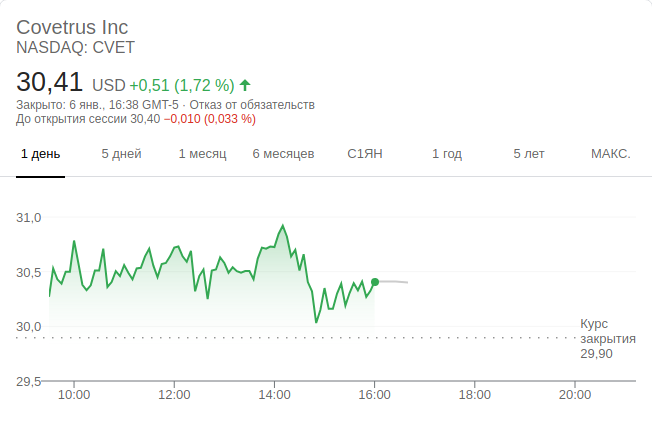 Covetrus Inc
NASDAQ: CVET
30,41 USD +0,51 (1,72 %)
Закрыто: 6 янв., 16:38 GMT-5 · Отказ от обязательств
До открытия сессии 30,40 −0,010 (0,033 %)
1 день 5 дней 1 месяц 6 месяцев С1ЯН 1 год 5 лет МАКС.
31,0
30,5
30,0
Курс
закрытия
29,90
29,5
10:00 12:00 14:00 16:00 18:00 20:00